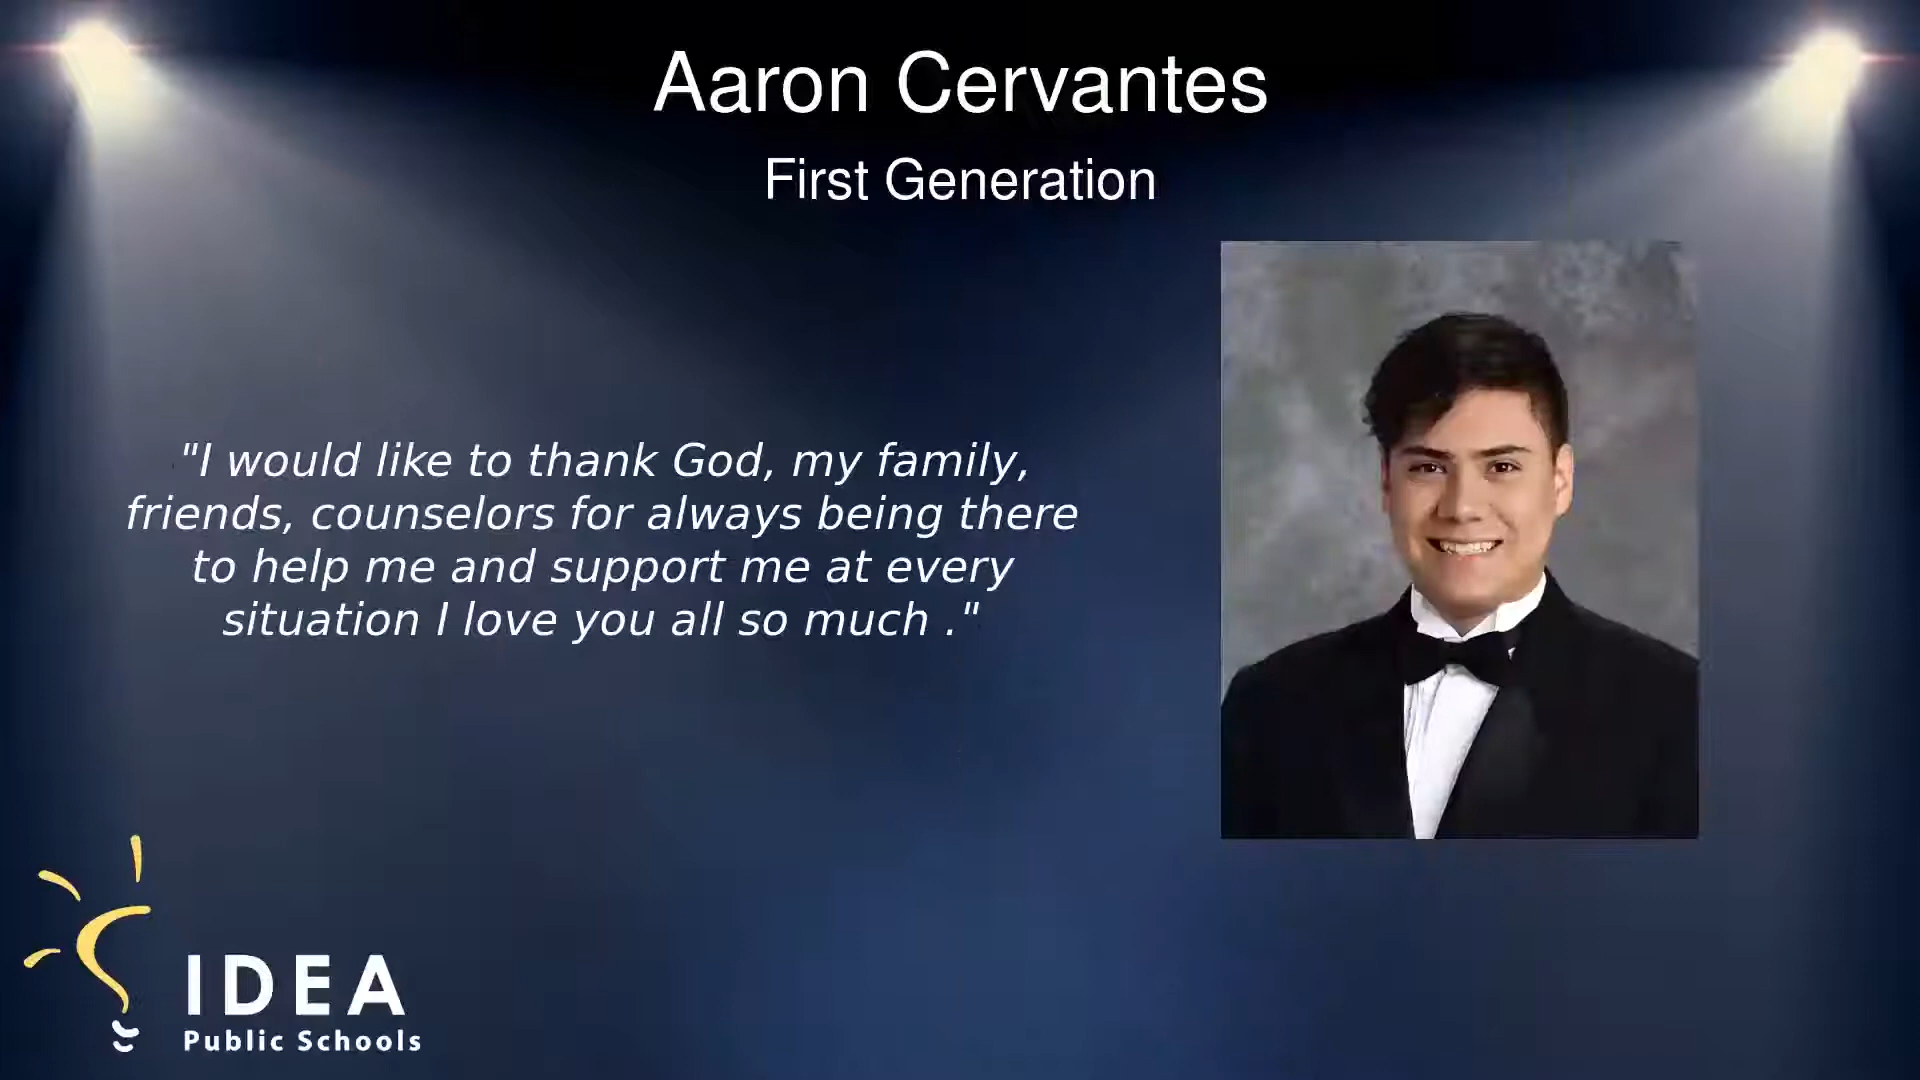 Aaron Cervantes
First Generation
"I would like to thank God, my family,
friends, counselors for always being there
to help me and support me at every
situation I love you all so much ."
IDEA
Public Schools